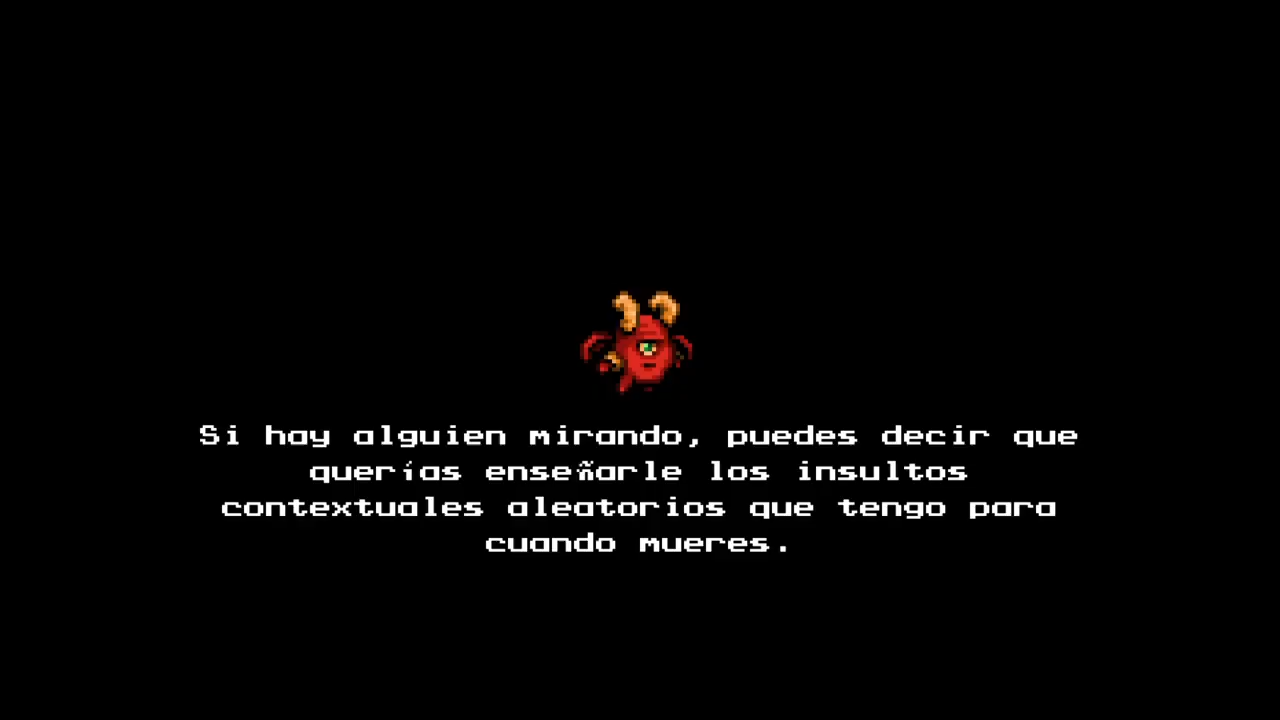 Si hay alguien mirando, puedes decir que
querías enseñarle los insultos
contextuales aleatorios que tengo para
cuando mueres.